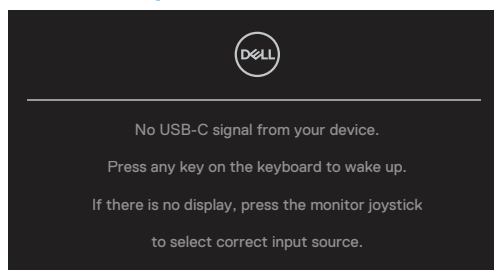 DELL
No USB-C signal from your device.
Press any key on the keyboard to wake up.
If there is no display, press the monitor joystick
to select correct input source.